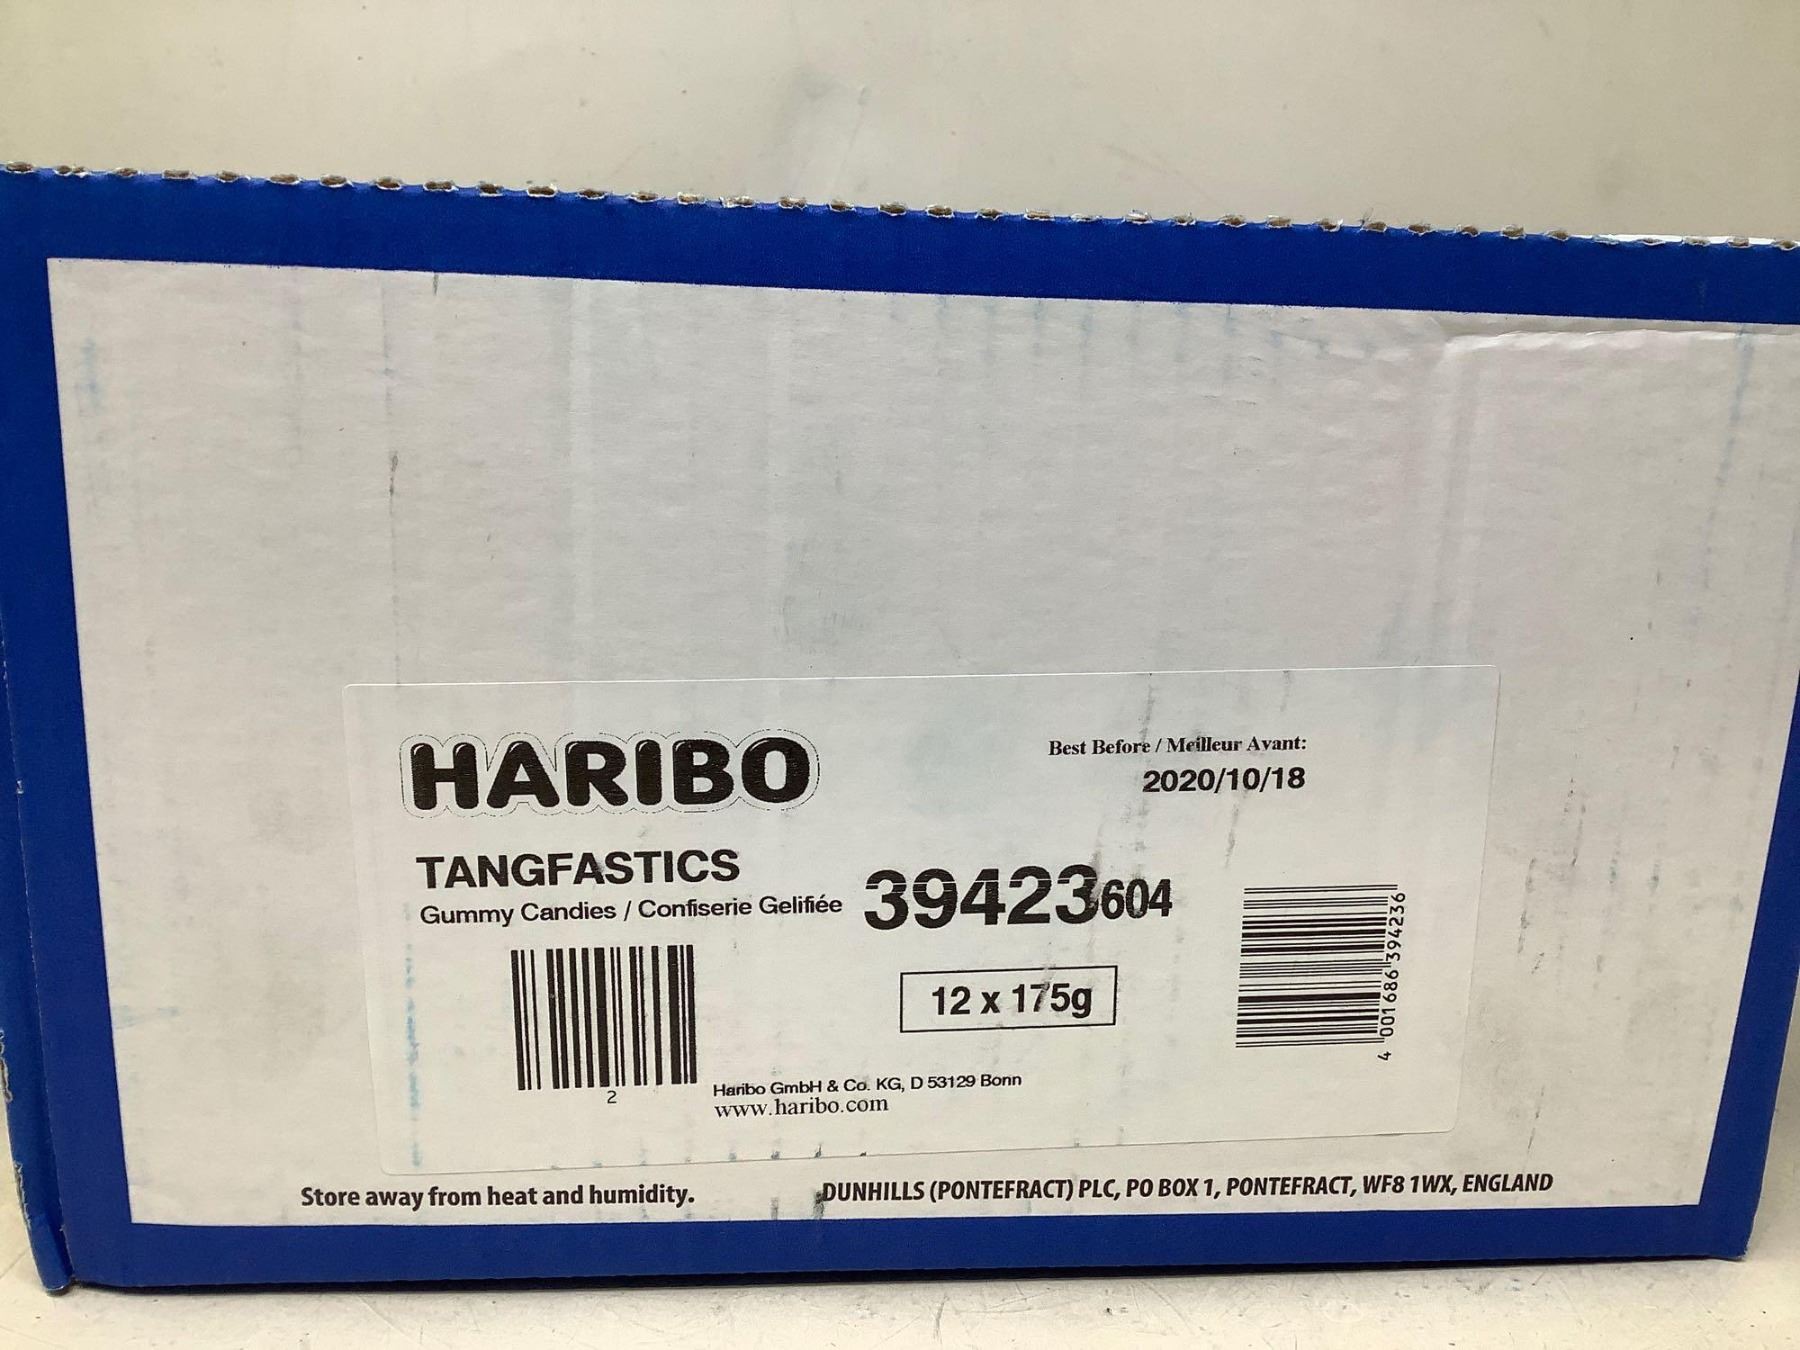 HARIBO
Best Before / Meilleur Avant:
2020/10/18
TANGFASTICS
Gummy Candies / Confiserie Gelifiée
39423604
12 x 175g
4 001686 394236
2
Haribo GmbH & Co. KG, D 53129 Bonn
www.haribo.com
Store away from heat and humidity.
DUNHILLS (PONTEFRACT) PLC, PO BOX 1, PONTEFRACT, WF8 1WX, ENGLAND